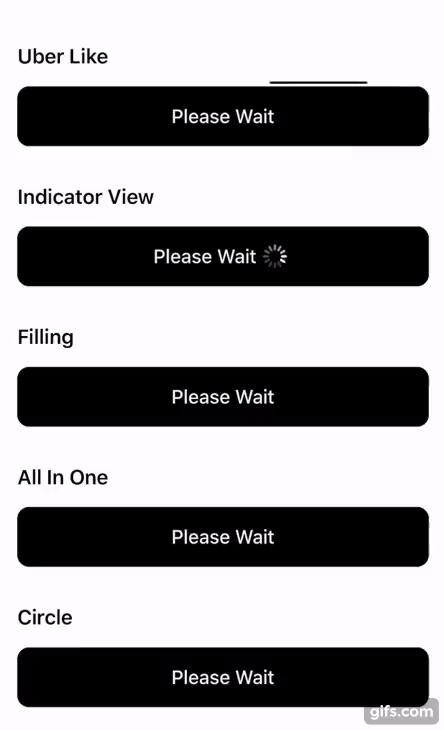 Uber Like
Please Wait
Indicator View
Please Wait
Filling
Please Wait
All In One
Please Wait
Circle
Please Wait
gifs.com